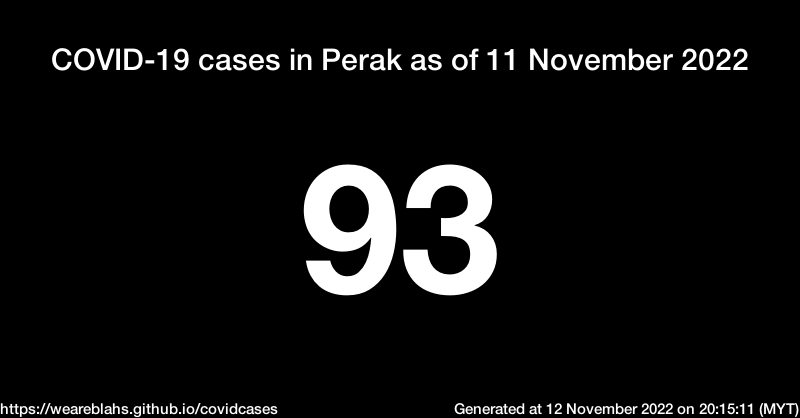 COVID-19 cases in Perak as of 11 November 2022
93
https://weareblahs.github.io/covidcases
Generated at 12 November 2022 on 20:15:11 (MYT)